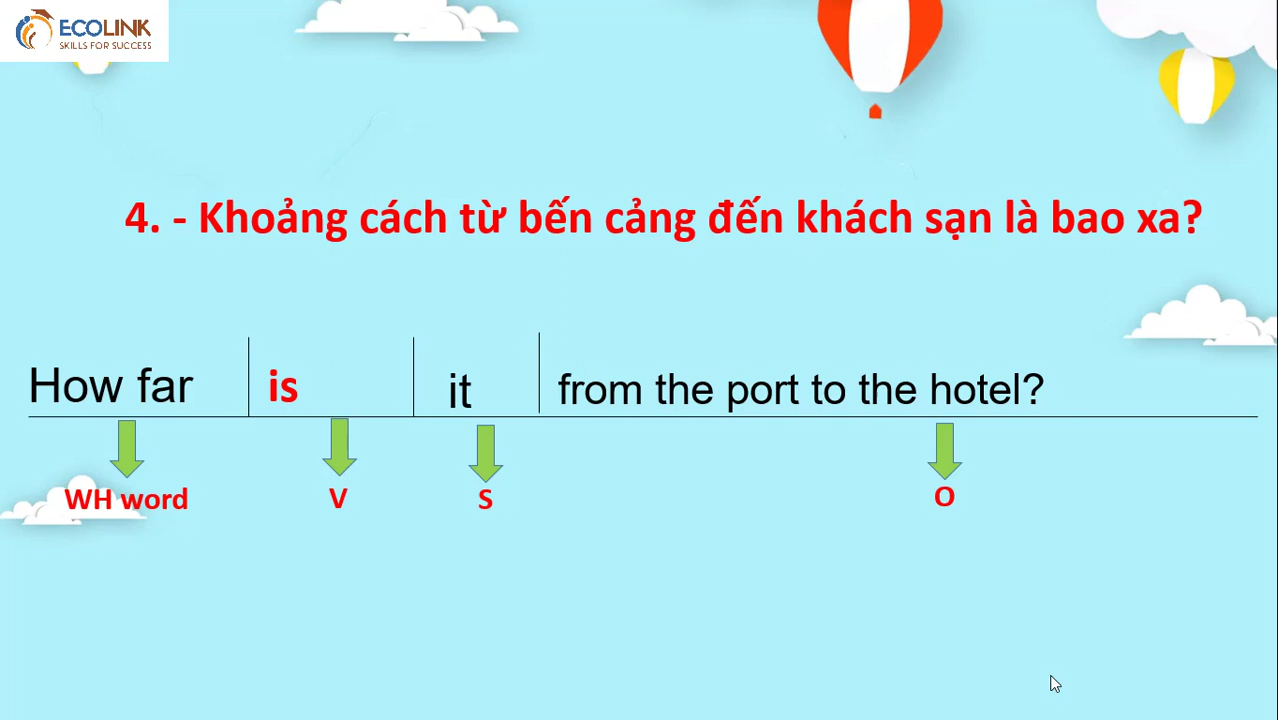 ECOLINK
SKILLS FOR SUCCESS
4. - Khoảng cách từ bến cảng đến khách sạn là bao xa?
How far is it from the port to the hotel?
WH word V S O